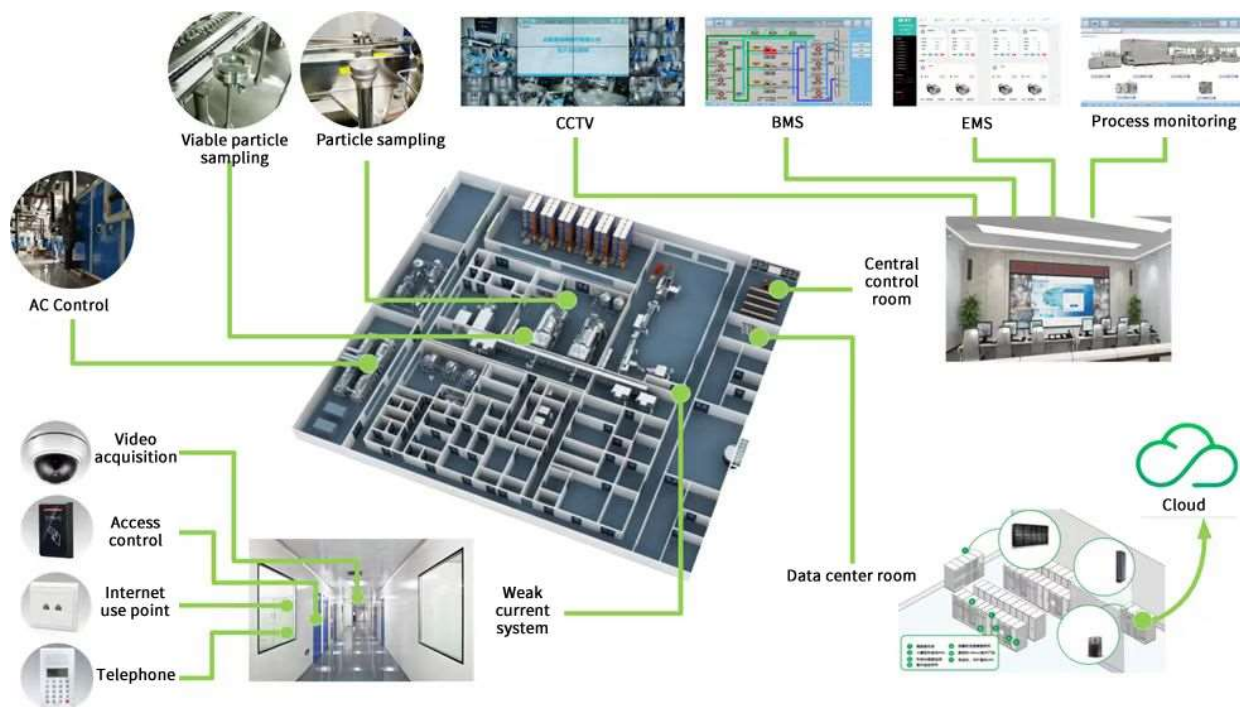 CCTV
BMS
EMS
Process monitoring
Viable particle
sampling
Particle sampling
AC Control
Central
control
room
Video
acquisition
Access
control
Internet
use point
Telephone
Weak
current
system
Data center room
Cloud